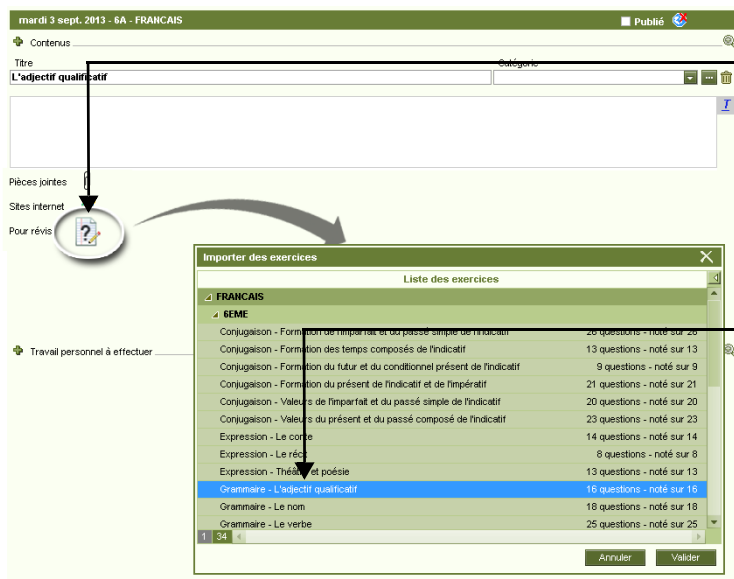 mardi 3 sept. 2013 - 6A - FRANCAIS Publié
Contenus
Titre Catégorie
L'adjectif qualificatif
T
Pièces jointes
Sites internet
Pour révis
?
Importer des exercices
Liste des exercices
FRANCAIS
6EME
Conjugaison - Formation de l'imparfait et du passé simple de l'indicatif 26 questions - noté sur 26
Conjugaison - Formation des temps composés de l'indicatif 13 questions - noté sur 13
Conjugaison - Formation du futur et du conditionnel présent de l'indicatif 9 questions - noté sur 9
Conjugaison - Formation du présent de l'indicatif et de l'impératif 21 questions - noté sur 21
Conjugaison - Valeurs de l'imparfait et du passé simple de l'indicatif 20 questions - noté sur 20
Conjugaison - Valeurs du présent et du passé composé de l'indicatif 23 questions - noté sur 23
Expression - Le conte 14 questions - noté sur 14
Expression - Le récit 8 questions - noté sur 8
Expression - Théâtre et poésie 13 questions - noté sur 13
Grammaire - L'adjectif qualificatif 16 questions - noté sur 16
Grammaire - Le nom 18 questions - noté sur 18
Grammaire - Le verbe 25 questions - noté sur 25
1 34
Annuler Valider
Travail personnel à effectuer